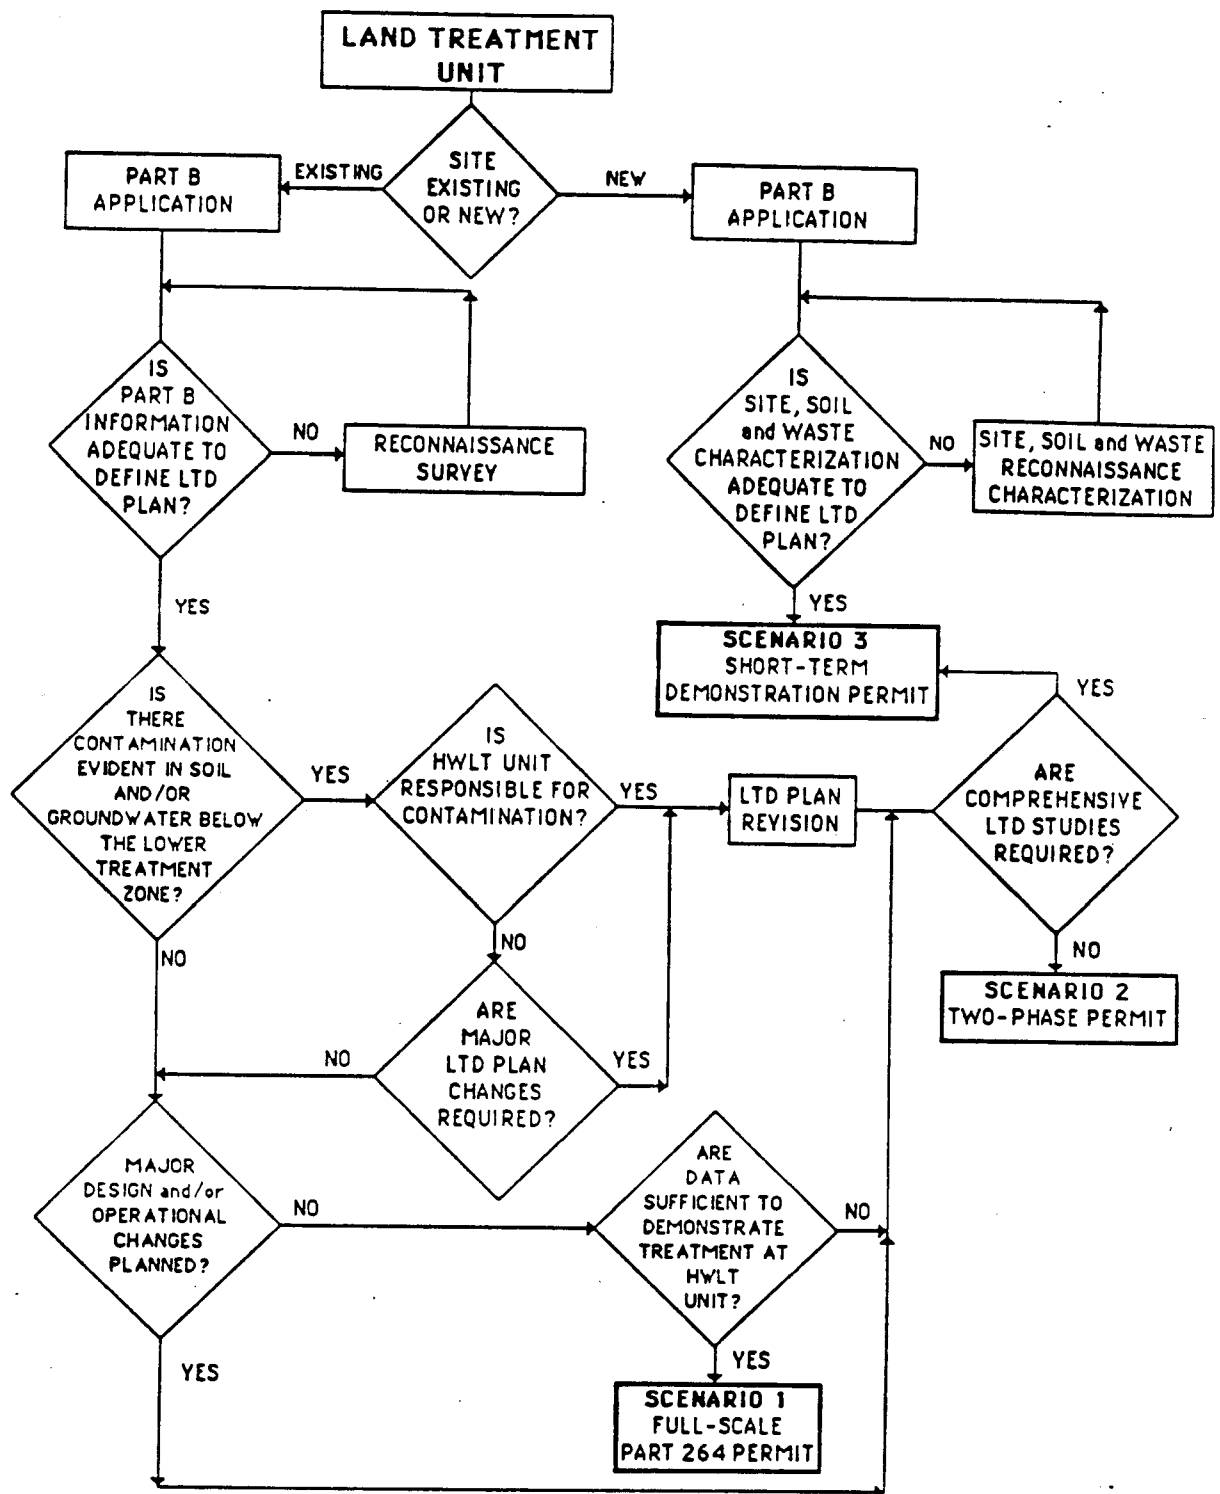 LAND TREATMENT
UNIT
SITE
EXISTING
OR NEW?
EXISTING
NEW
PART B
APPLICATION
PART B
APPLICATION
IS
PART B
INFORMATION
ADEQUATE TO
DEFINE LTD
PLAN?
NO
RECONNAISSANCE
SURVEY
IS
SITE, SOIL
and WASTE
CHARACTERIZATION
ADEQUATE TO
DEFINE LTD
PLAN?
NO
SITE, SOIL and WASTE
RECONNAISSANCE
CHARACTERIZATION
YES
YES
SCENARIO 3
SHORT-TERM
DEMONSTRATION PERMIT
YES
IS
THERE
CONTAMINATION
EVIDENT IN SOIL
AND/OR
GROUNDWATER BELOW
THE LOWER
TREATMENT
ZONE?
YES
IS
HWLT UNIT
RESPONSIBLE FOR
CONTAMINATION?
YES
LTD PLAN
REVISION
ARE
COMPREHENSIVE
LTD STUDIES
REQUIRED?
NO
NO
NO
SCENARIO 2
TWO-PHASE PERMIT
ARE
MAJOR
LTD PLAN
CHANGES
REQUIRED?
NO
YES
MAJOR
DESIGN and/or
OPERATIONAL
CHANGES
PLANNED?
NO
ARE
DATA
SUFFICIENT TO
DEMONSTRATE
TREATMENT AT
HWLT
UNIT?
NO
YES
YES
SCENARIO 1
FULL-SCALE
PART 264 PERMIT